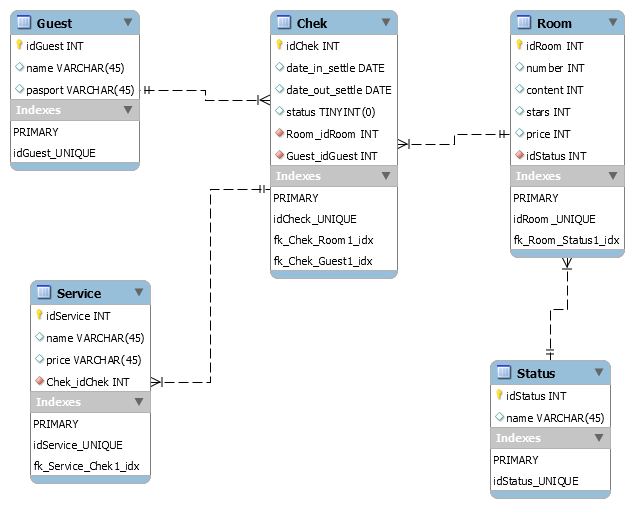 Guest
idGuest INT
name VARCHAR(45)
pasport VARCHAR(45)
Indexes
PRIMARY
idGuest_UNIQUE
Chek
idChek INT
date_in_settle DATE
date_out_settle DATE
status TINYINT(0)
Room_idRoom INT
Guest_idGuest INT
Indexes
PRIMARY
idCheck_UNIQUE
fk_Chek_Room1_idx
fk_Chek_Guest1_idx
Room
idRoom INT
number INT
content INT
stars INT
price INT
idStatus INT
Indexes
PRIMARY
idRoom _UNIQUE
fk_Room_Status1_idx
Service
idService INT
name VARCHAR(45)
price VARCHAR(45)
Chek_idChek INT
Indexes
PRIMARY
idService_UNIQUE
fk_Service_Chek1_idx
Status
idStatus INT
name VARCHAR(45)
Indexes
PRIMARY
idStatus_UNIQUE